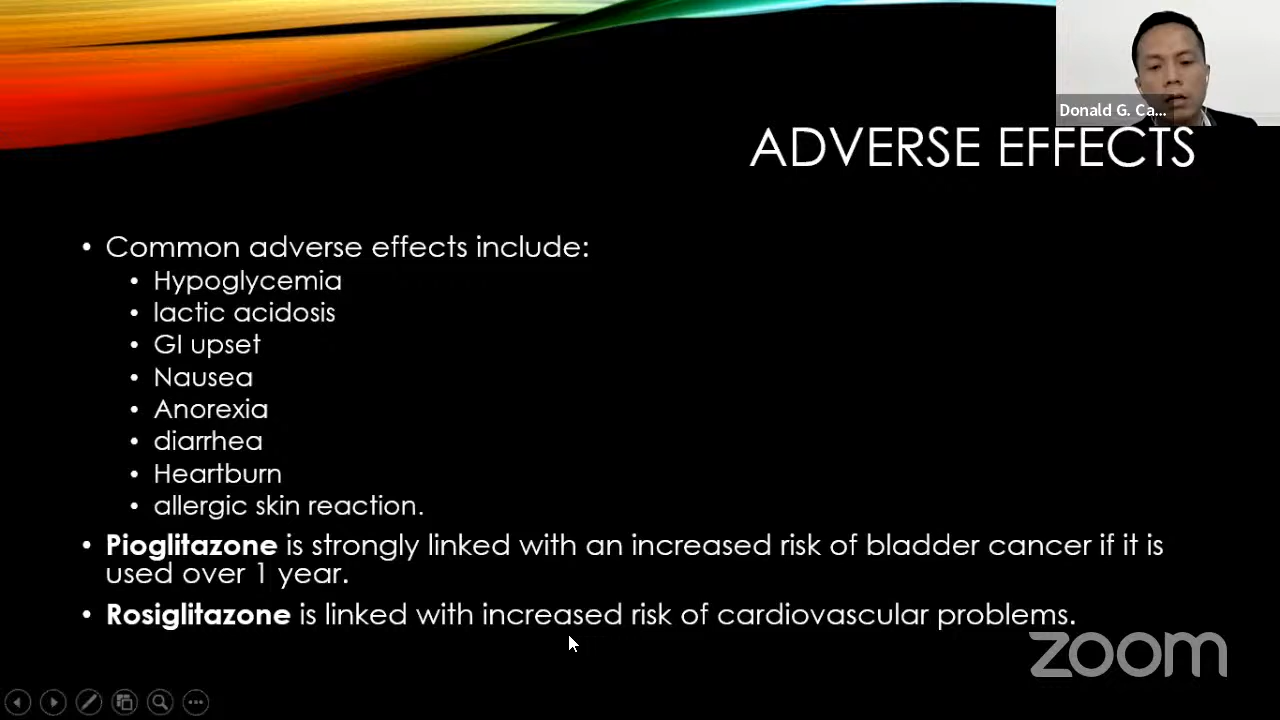 Donald G. Ca...
ADVERSE EFFECTS
• Common adverse effects include:
• Hypoglycemia
• lactic acidosis
• GI upset
• Nausea
• Anorexia
• diarrhea
• Heartburn
• allergic skin reaction.
• Pioglitazone is strongly linked with an increased risk of bladder cancer if it is
used over 1 year.
• Rosiglitazone is linked with increased risk of cardiovascular problems.
zoom